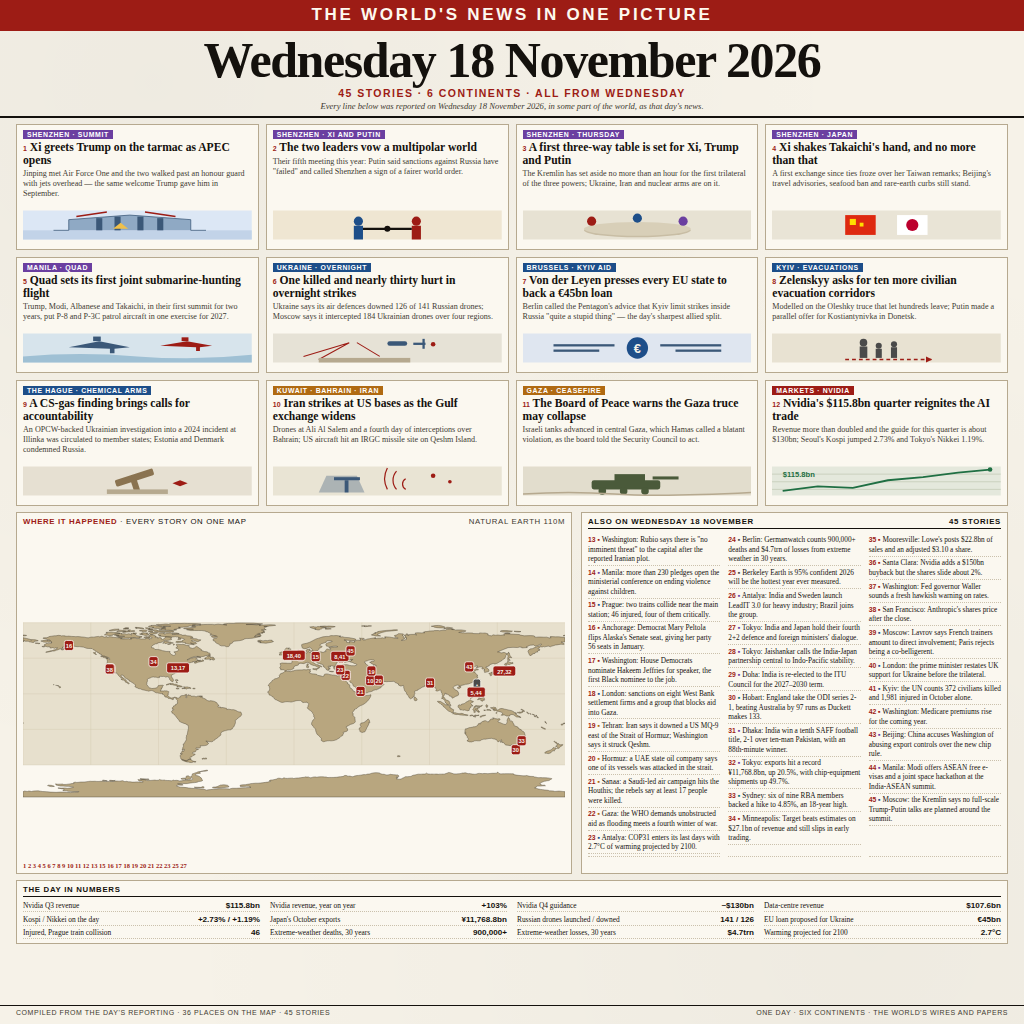 THE WORLD'S NEWS IN ONE PICTURE
Wednesday 18 November 2026
45 STORIES · 6 CONTINENTS · ALL FROM WEDNESDAY
Every line below was reported on Wednesday 18 November 2026, in some part of the world, as that day's news.
SHENZHEN · SUMMIT
1 Xi greets Trump on the tarmac as APEC
opens
Jinping met Air Force One and the two walked past an honour guard
with jets overhead — the same welcome Trump gave him in
September.
SHENZHEN · XI AND PUTIN
2 The two leaders vow a multipolar world
Their fifth meeting this year: Putin said sanctions against Russia have
"failed" and called Shenzhen a sign of a fairer world order.
SHENZHEN · THURSDAY
3 A first three-way table is set for Xi, Trump
and Putin
The Kremlin has set aside no more than an hour for the first trilateral
of the three powers; Ukraine, Iran and nuclear arms are on it.
SHENZHEN · JAPAN
4 Xi shakes Takaichi's hand, and no more
than that
A first exchange since ties froze over her Taiwan remarks; Beijing's
travel advisories, seafood ban and rare-earth curbs still stand.
MANILA · QUAD
5 Quad sets its first joint submarine-hunting
flight
Trump, Modi, Albanese and Takaichi, in their first summit for two
years, put P-8 and P-3C patrol aircraft in one exercise for 2027.
UKRAINE · OVERNIGHT
6 One killed and nearly thirty hurt in
overnight strikes
Ukraine says its air defences downed 126 of 141 Russian drones;
Moscow says it intercepted 184 Ukrainian drones over four regions.
BRUSSELS · KYIV AID
7 Von der Leyen presses every EU state to
back a €45bn loan
Berlin called the Pentagon's advice that Kyiv limit strikes inside
Russia "quite a stupid thing" — the day's sharpest allied split.
€
KYIV · EVACUATIONS
8 Zelenskyy asks for ten more civilian
evacuation corridors
Modelled on the Oleshky truce that let hundreds leave; Putin made a
parallel offer for Kostiantynivka in Donetsk.
THE HAGUE · CHEMICAL ARMS
9 A CS-gas finding brings calls for
accountability
An OPCW-backed Ukrainian investigation into a 2024 incident at
Illinka was circulated to member states; Estonia and Denmark
condemned Russia.
KUWAIT · BAHRAIN · IRAN
10 Iran strikes at US bases as the Gulf
exchange widens
Drones at Ali Al Salem and a fourth day of interceptions over
Bahrain; US aircraft hit an IRGC missile site on Qeshm Island.
GAZA · CEASEFIRE
11 The Board of Peace warns the Gaza truce
may collapse
Israeli tanks advanced in central Gaza, which Hamas called a blatant
violation, as the board told the Security Council to act.
MARKETS · NVIDIA
12 Nvidia's $115.8bn quarter reignites the AI
trade
Revenue more than doubled and the guide for this quarter is about
$130bn; Seoul's Kospi jumped 2.73% and Tokyo's Nikkei 1.19%.
$115.8bn
WHERE IT HAPPENED · EVERY STORY ON ONE MAP
NATURAL EARTH 110M
16
38
34
13,17
18,40
15
8,41
45
23
22
19
10
20
21
31
43
27,32
5,44
33
30
1 2 3 4 5 6 7 8 9 10 11 12 13 15 16 17 18 19 20 21 22 23 25 27
ALSO ON WEDNESDAY 18 NOVEMBER
45 STORIES
13 • Washington: Rubio says there is "no
imminent threat" to the capital after the
reported Iranian plot.
14 • Manila: more than 230 pledges open the
ministerial conference on ending violence
against children.
15 • Prague: two trains collide near the main
station; 46 injured, four of them critically.
16 • Anchorage: Democrat Mary Peltola
flips Alaska's Senate seat, giving her party
56 seats in January.
17 • Washington: House Democrats
nominate Hakeem Jeffries for speaker, the
first Black nominee to the job.
18 • London: sanctions on eight West Bank
settlement firms and a group that blocks aid
into Gaza.
19 • Tehran: Iran says it downed a US MQ-9
east of the Strait of Hormuz; Washington
says it struck Qeshm.
20 • Hormuz: a UAE state oil company says
one of its vessels was attacked in the strait.
21 • Sanaa: a Saudi-led air campaign hits the
Houthis; the rebels say at least 17 people
were killed.
22 • Gaza: the WHO demands unobstructed
aid as flooding meets a fourth winter of war.
23 • Antalya: COP31 enters its last days with
2.7°C of warming projected by 2100.
24 • Berlin: Germanwatch counts 900,000+
deaths and $4.7trn of losses from extreme
weather in 30 years.
25 • Berkeley Earth is 95% confident 2026
will be the hottest year ever measured.
26 • Antalya: India and Sweden launch
LeadIT 3.0 for heavy industry; Brazil joins
the group.
27 • Tokyo: India and Japan hold their fourth
2+2 defence and foreign ministers' dialogue.
28 • Tokyo: Jaishankar calls the India-Japan
partnership central to Indo-Pacific stability.
29 • Doha: India is re-elected to the ITU
Council for the 2027–2030 term.
30 • Hobart: England take the ODI series 2-
1, beating Australia by 97 runs as Duckett
makes 133.
31 • Dhaka: India win a tenth SAFF football
title, 2-1 over ten-man Pakistan, with an
88th-minute winner.
32 • Tokyo: exports hit a record
¥11,768.8bn, up 20.5%, with chip-equipment
shipments up 49.7%.
33 • Sydney: six of nine RBA members
backed a hike to 4.85%, an 18-year high.
34 • Minneapolis: Target beats estimates on
$27.1bn of revenue and still slips in early
trading.
35 • Mooresville: Lowe's posts $22.8bn of
sales and an adjusted $3.10 a share.
36 • Santa Clara: Nvidia adds a $150bn
buyback but the shares slide about 2%.
37 • Washington: Fed governor Waller
sounds a fresh hawkish warning on rates.
38 • San Francisco: Anthropic's shares price
after the close.
39 • Moscow: Lavrov says French trainers
amount to direct involvement; Paris rejects
being a co-belligerent.
40 • London: the prime minister restates UK
support for Ukraine before the trilateral.
41 • Kyiv: the UN counts 372 civilians killed
and 1,981 injured in October alone.
42 • Washington: Medicare premiums rise
for the coming year.
43 • Beijing: China accuses Washington of
abusing export controls over the new chip
rule.
44 • Manila: Modi offers ASEAN free e-
visas and a joint space hackathon at the
India-ASEAN summit.
45 • Moscow: the Kremlin says no full-scale
Trump-Putin talks are planned around the
summit.
THE DAY IN NUMBERS
Nvidia Q3 revenue $115.8bn
Nvidia revenue, year on year +103%
Nvidia Q4 guidance ~$130bn
Data-centre revenue $107.6bn
Kospi / Nikkei on the day +2.73% / +1.19%
Japan's October exports ¥11,768.8bn
Russian drones launched / downed 141 / 126
EU loan proposed for Ukraine €45bn
Injured, Prague train collision 46
Extreme-weather deaths, 30 years 900,000+
Extreme-weather losses, 30 years $4.7trn
Warming projected for 2100 2.7°C
COMPILED FROM THE DAY'S REPORTING · 36 PLACES ON THE MAP · 45 STORIES
ONE DAY · SIX CONTINENTS · THE WORLD'S WIRES AND PAPERS